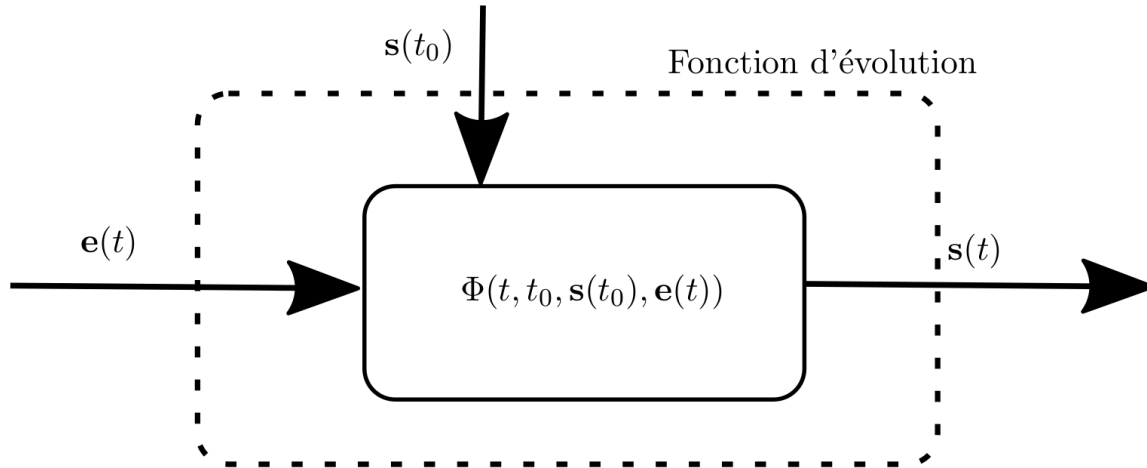 s(t₀)
Fonction d'évolution
e(t)
Φ(t, t₀, s(t₀), e(t))
s(t)